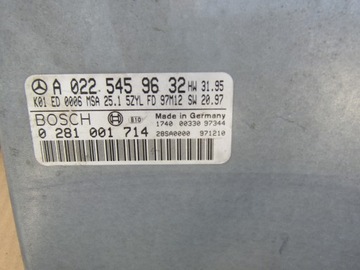 A 022 545 96 32 HW 31.95
K01 ED 0006 MSA 25.1 5ZYL FD 97M12 SW 20.97
BOSCH B10 Made in Germany
1740 00330 97344
0 281 001 714 28SA0000 971210